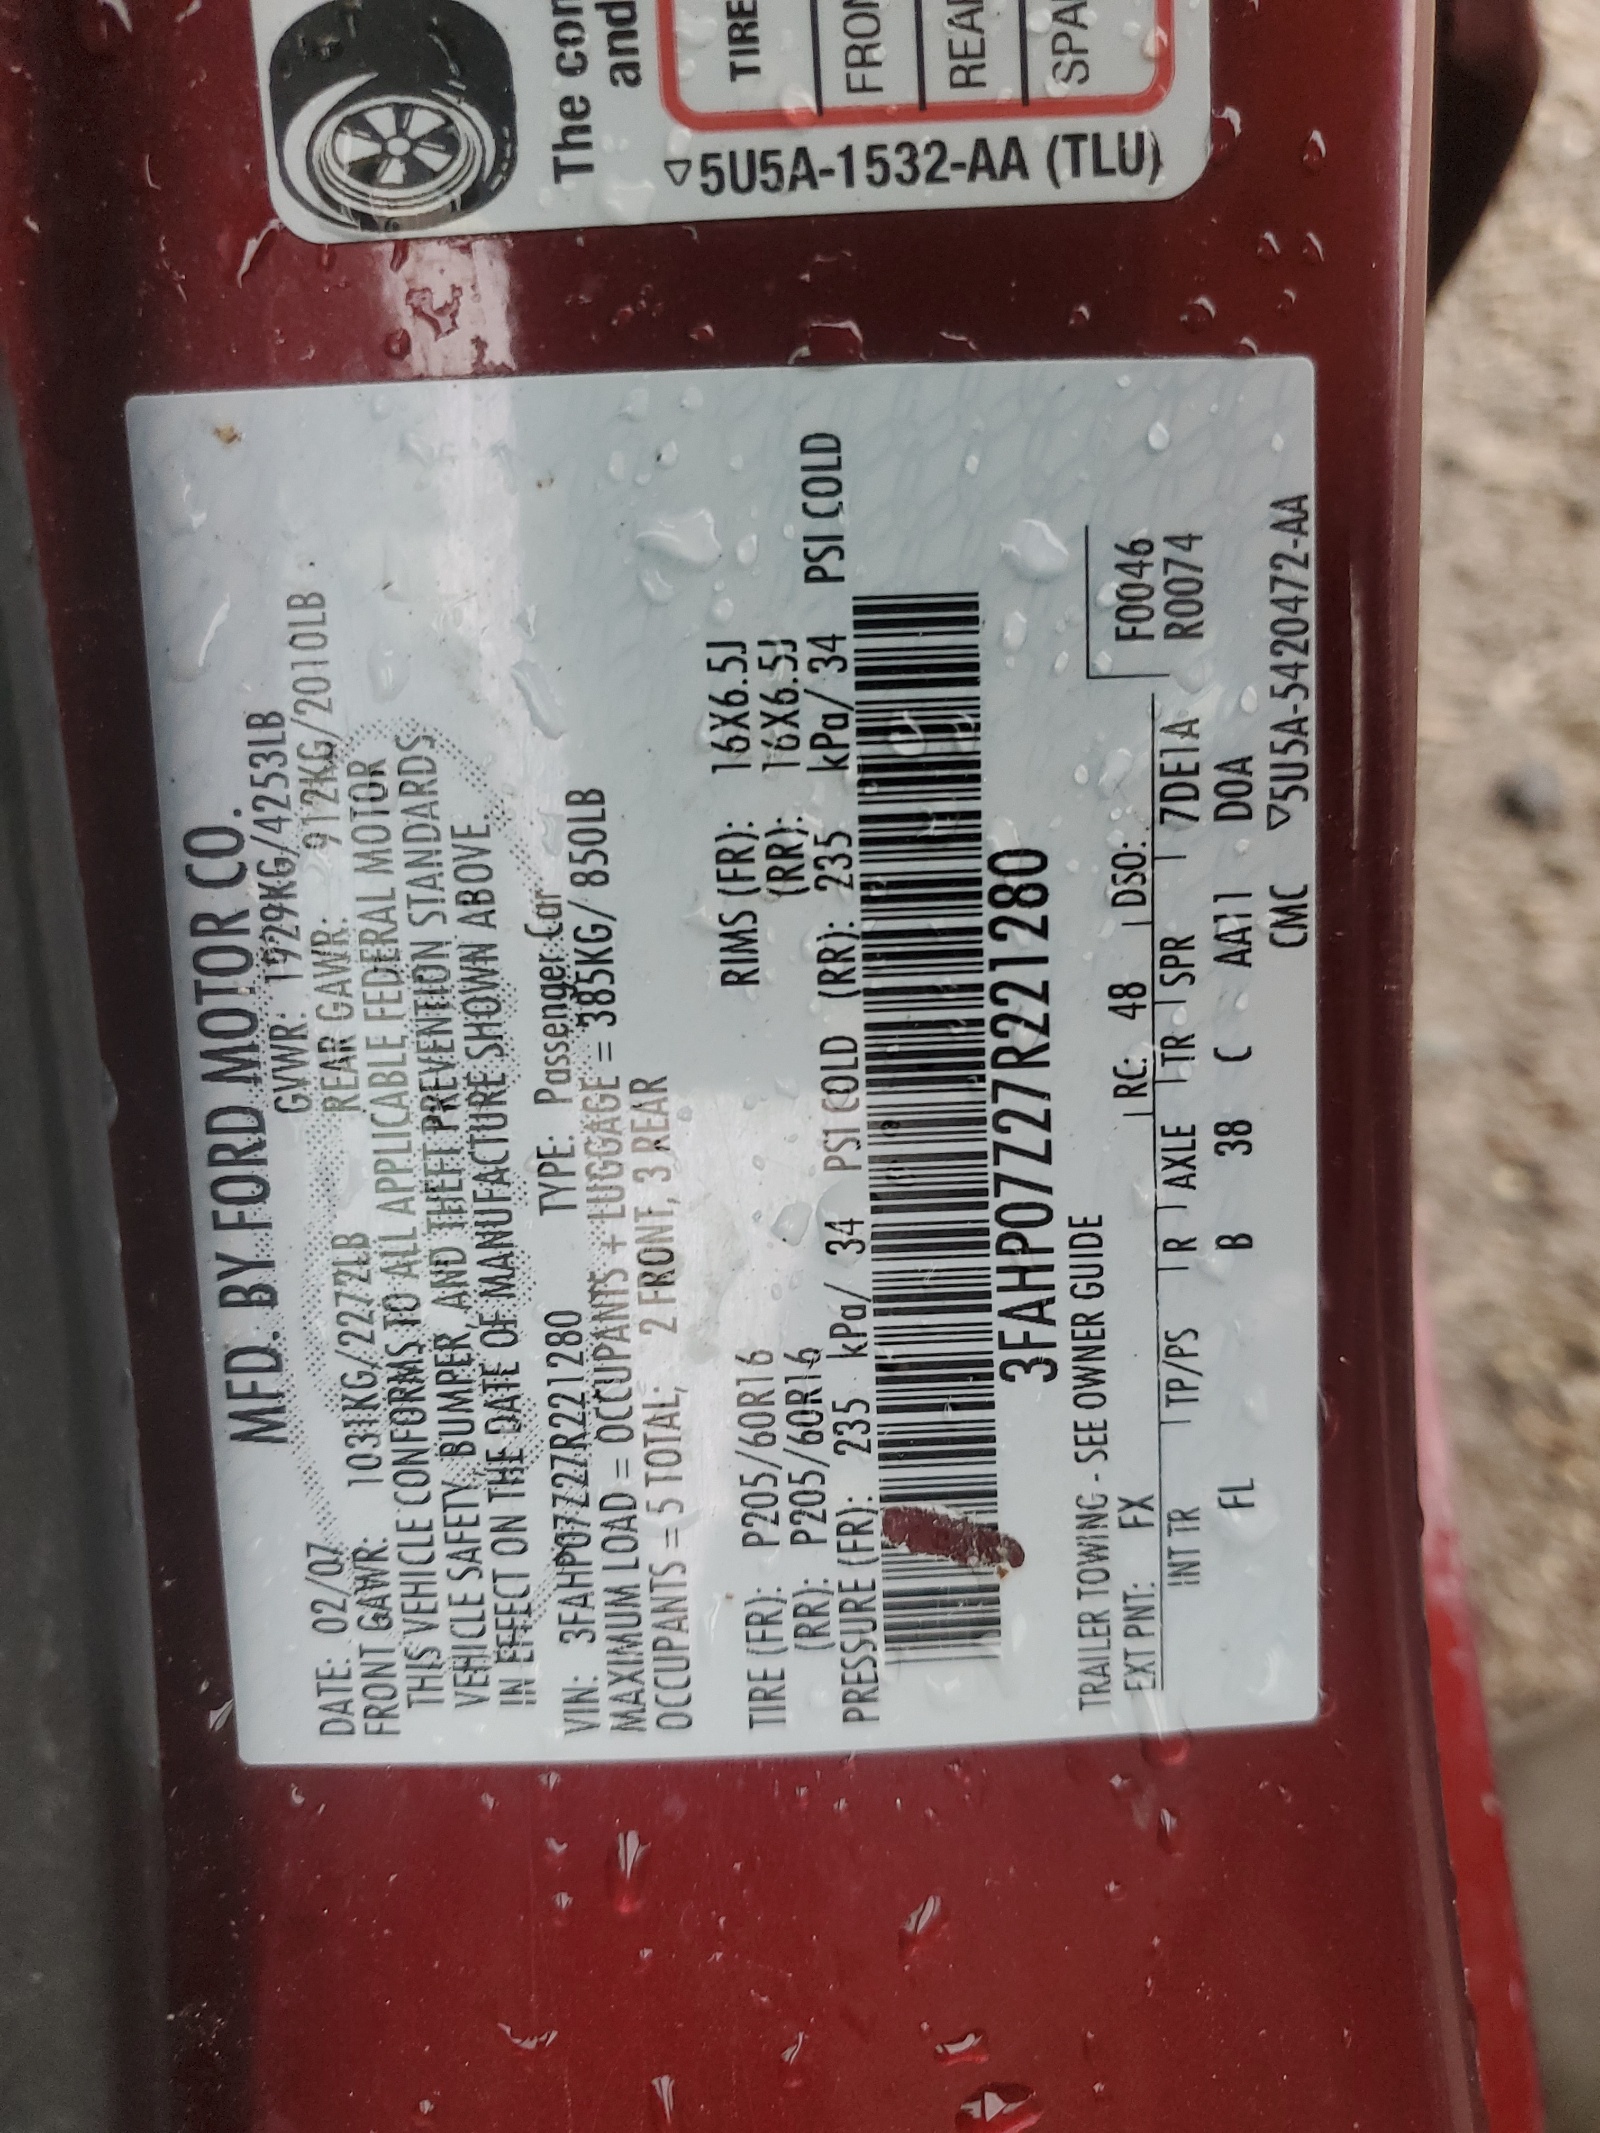 MFD. BY FORD MOTOR CO.
DATE: 02/07 GVWR: 1929KG/4253LB
FRONT GAWR: 1031KG/2272LB REAR GAWR: 912KG/2010LB
THIS VEHICLE CONFORMS TO ALL APPLICABLE FEDERAL MOTOR
VEHICLE SAFETY, BUMPER, AND THEFT PREVENTION STANDARDS
IN EFFECT ON THE DATE OF MANUFACTURE SHOWN ABOVE.
VIN: 3FAHP07Z27R221280 TYPE: Passenger Car
MAXIMUM LOAD = OCCUPANTS + LUGGAGE = 385KG/ 850LB
OCCUPANTS = 5 TOTAL; 2 FRONT, 3 REAR
TIRE (FR): P205/60R16 RIMS (FR): 16X6.5J
(RR): P205/60R16 (RR): 16X6.5J
PRESSURE (FR): 235 kPa/ 34 PSI COLD (RR): 235 kPa/ 34 PSI COLD
3FAHP07Z27R221280
TRAILER TOWING - SEE OWNER GUIDE
EXT PNT: FX RC: 48 DSO: F0046
INT TR TP/PS R AXLE TR SPR 7DE1A R0074
FL B 38 C AA11 DOA
CMC ▽5U5A-5420472-AA
The
and
TIRE
▽5U5A-1532-AA (TLU)